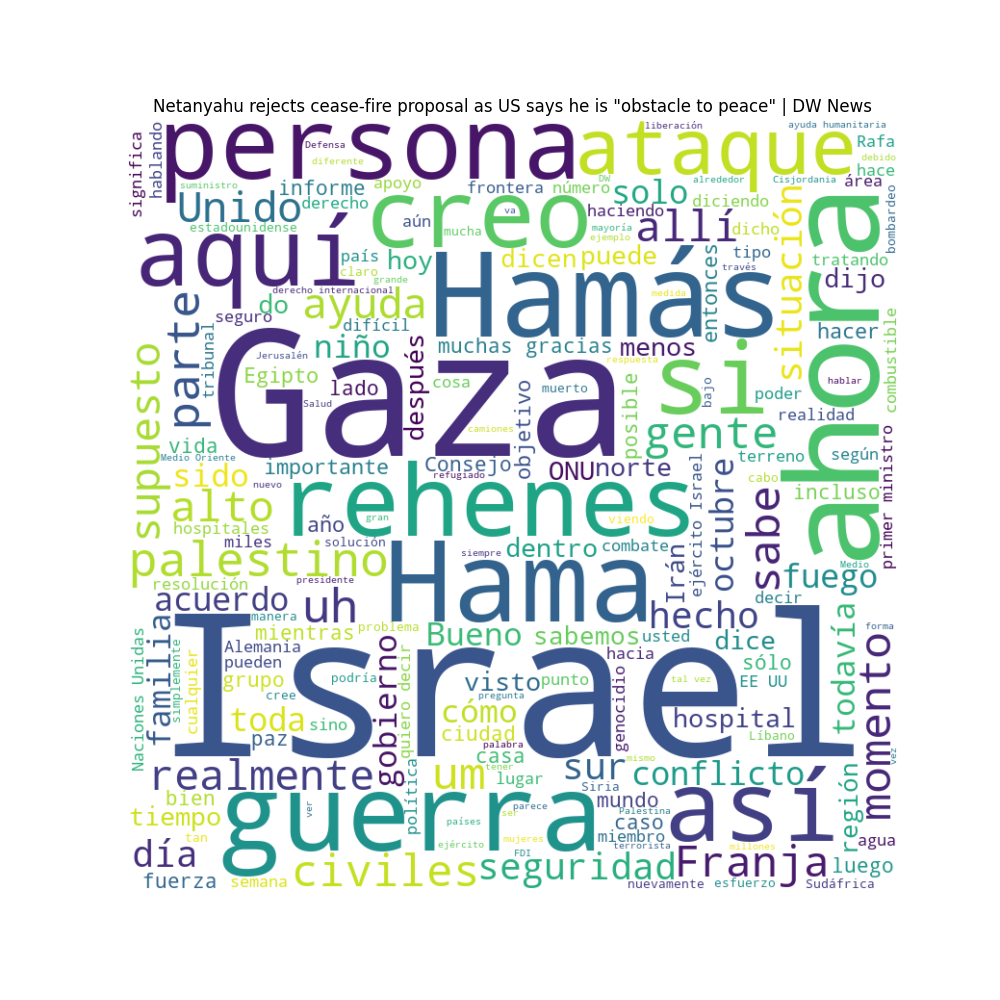 Netanyahu rejects cease-fire proposal as US says he is "obstacle to peace" | DW News
persona
ataque
liberación
ayuda humanitaria
Rafa
debido
hace
área
significa
hablando
Defensa
diferente
suministro
informe
derecho
apoyo
frontera
número
DW
solo
alrededor
Cisjordania
diciendo
situación
bombardeo
Unido
estadounidense
aún
mucha
creo
va
haciendo
mayoría
ejemplo
allí
dicho
ahora
aquí
país
claro
grande
hoy
dicen
puede
través
tipo
tratando
dijo
derecho internacional
do
ayuda
Hamás
medida
entonces
hacer
combustible
parte
seguro
tribunal
difícil
niño
muchas gracias
menos
respuesta
Jerusalén
Egipto
lado
Salud
Gaza
después
cosa
objetivo
muerto
posible
si
bajo
poder
hablar
realidad
supuesto
vida
Medio Oriente
camiones
gente
terreno
según
sido
importante
Consejo
refugiado
ONU
norte
ejército Israel
octubre
cabo
incluso
primer ministro
nuevo
alto
rehenes
año
gran
viendo
sabe
hospitales
miles
solución
palestino
siempre
dentro
combate
Irán
Medio
fuego
resolución
presidente
Hama
acuerdo
uh
decir
manera
hecho
familia
mientras
problema
Bueno
sabemos
usted
dice
todavía
forma
Naciones Unidas
simplemente
cualquier
Alemania
pueden
gobierno
quiero decir
hacia
sólo
grupo
podría
visto
punto
genocidio
tal vez
EE UU
momento
cree
pregunta
Israel
toda
sino
cómo
hospital
paz
ciudad
palabra
Líbano
vez
casa
mismo
realmente
um
tener
lugar
sur
Siria
conflicto
región
bien
política
guerra
ver
parece
mundo
Palestina
así
tiempo
países
ser
caso
tan
miembro
agua
ejército
mujeres
terrorista
millones
día
FDI
civiles
seguridad
Franja
luego
fuerza
semana
nuevamente
esfuerzo
Sudáfrica